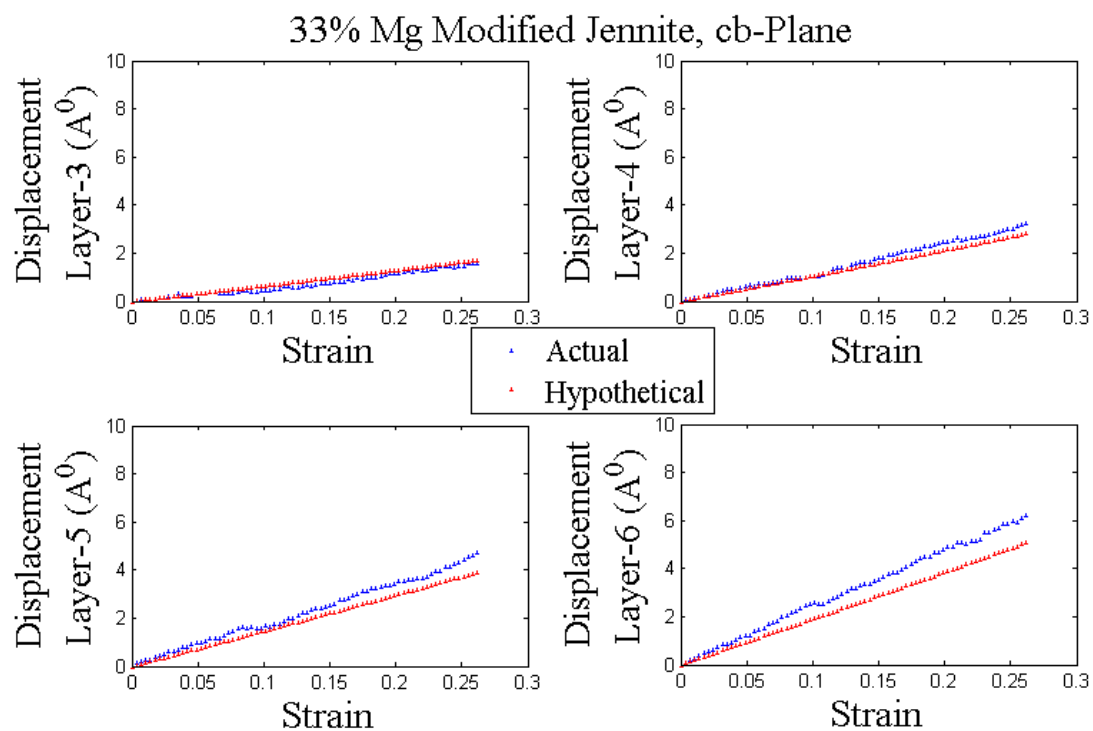 33% Mg Modified Jennite, cb-Plane
Displacement
Layer-3 (A⁰)
10
8
6
4
2
0
0 0.05 0.1 0.15 0.2 0.25 0.3
Strain
Displacement
Layer-4 (A⁰)
10
8
6
4
2
0
0 0.05 0.1 0.15 0.2 0.25 0.3
Strain
Actual
Hypothetical
Displacement
Layer-5 (A⁰)
10
8
6
4
2
0
0 0.05 0.1 0.15 0.2 0.25 0.3
Strain
Displacement
Layer-6 (A⁰)
10
8
6
4
2
0
0 0.05 0.1 0.15 0.2 0.25 0.3
Strain